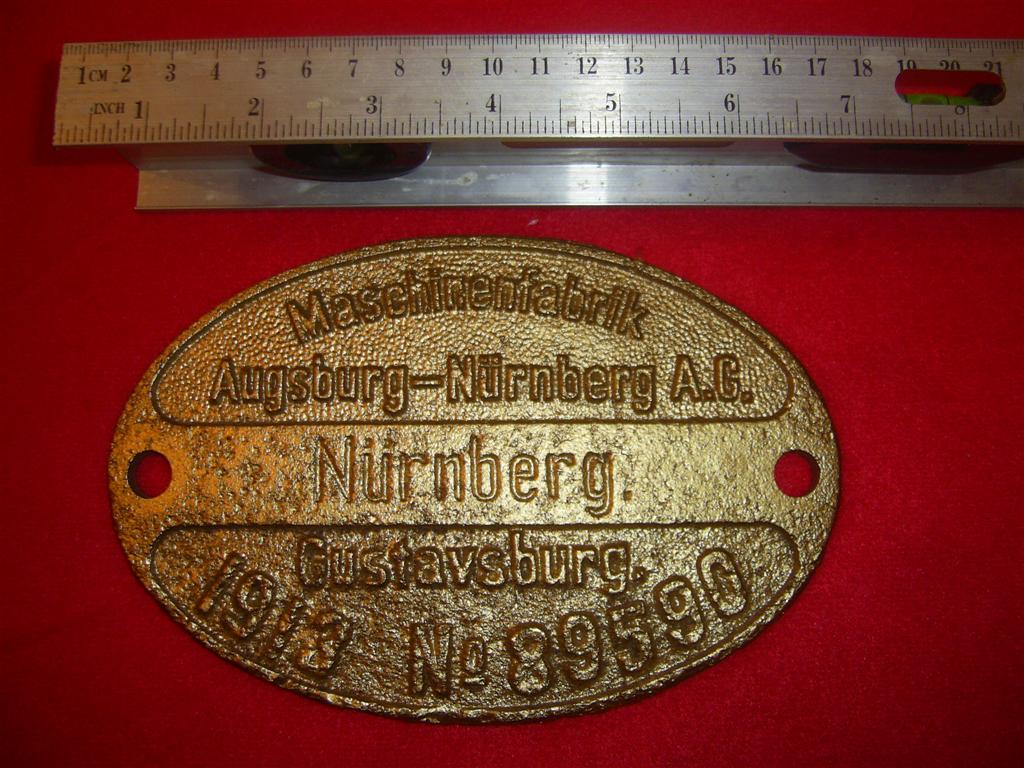 1 CM 2 3 4 5 6 7 8 9 10 11 12 13 14 15 16 17 18 19 20 21
INCH 1 2 3 4 5 6 7 8
Maschinenfabrik
Augsburg-Nürnberg A.G.
Nürnberg.
Gustavsburg.
1913 No 89590